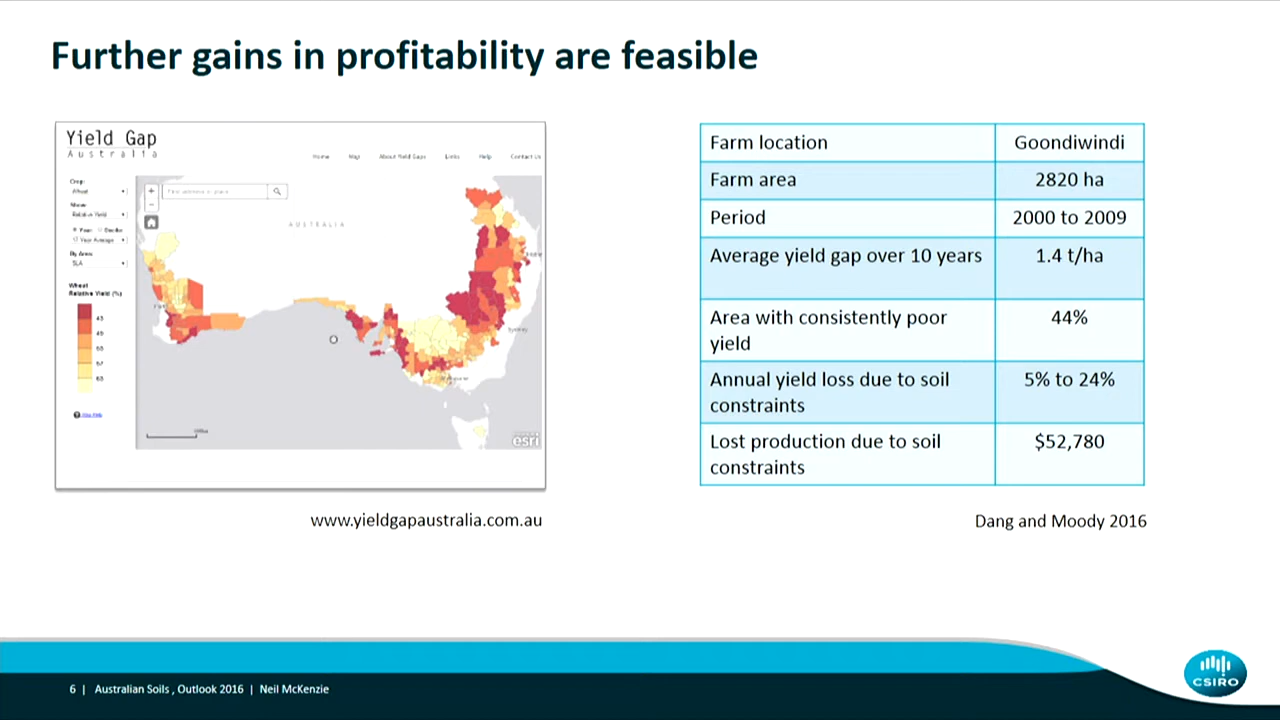 Further gains in profitability are feasible
Yield Gap
Australia
Home Map About Yield Gaps Links Help Contact Us
Crop:
Wheat
Show:
Relative Yield
Year
Year Average
By Area:
SLA
Wheat
Relative Yield (%)
AUSTRALIA
Sydney
esri
www.yieldgapaustralia.com.au
Farm location Goondiwindi
Farm area 2820 ha
Period 2000 to 2009
Average yield gap over 10 years 1.4 t/ha
Area with consistently poor 44%
yield
Annual yield loss due to soil 5% to 24%
constraints
Lost production due to soil $52,780
constraints
Dang and Moody 2016
6 | Australian Soils , Outlook 2016 | Neil McKenzie
CSIRO